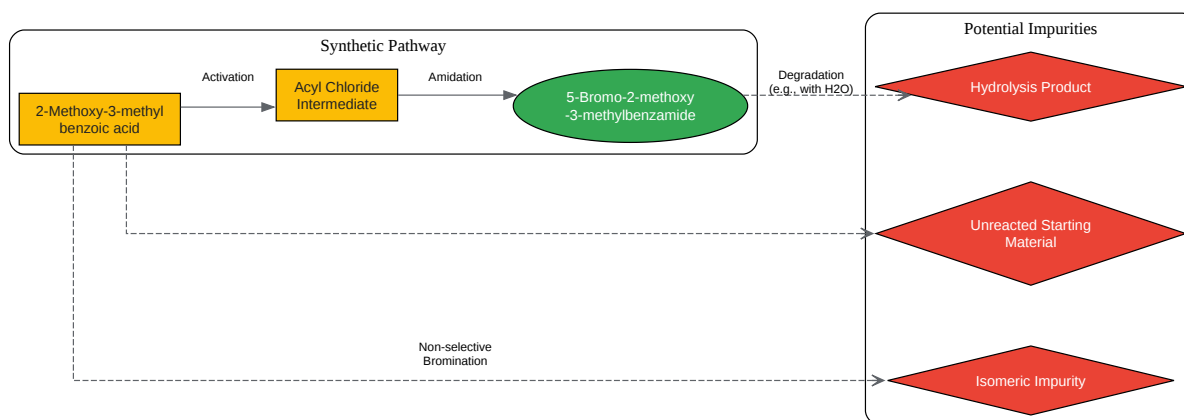 Synthetic Pathway
Potential Impurities
2-Methoxy-3-methyl
benzoic acid
Activation
Acyl Chloride
Intermediate
Amidation
5-Bromo-2-methoxy
-3-methylbenzamide
Degradation
(e.g., with H2O)
Hydrolysis Product
Unreacted Starting
Material
Non-selective
Bromination
Isomeric Impurity